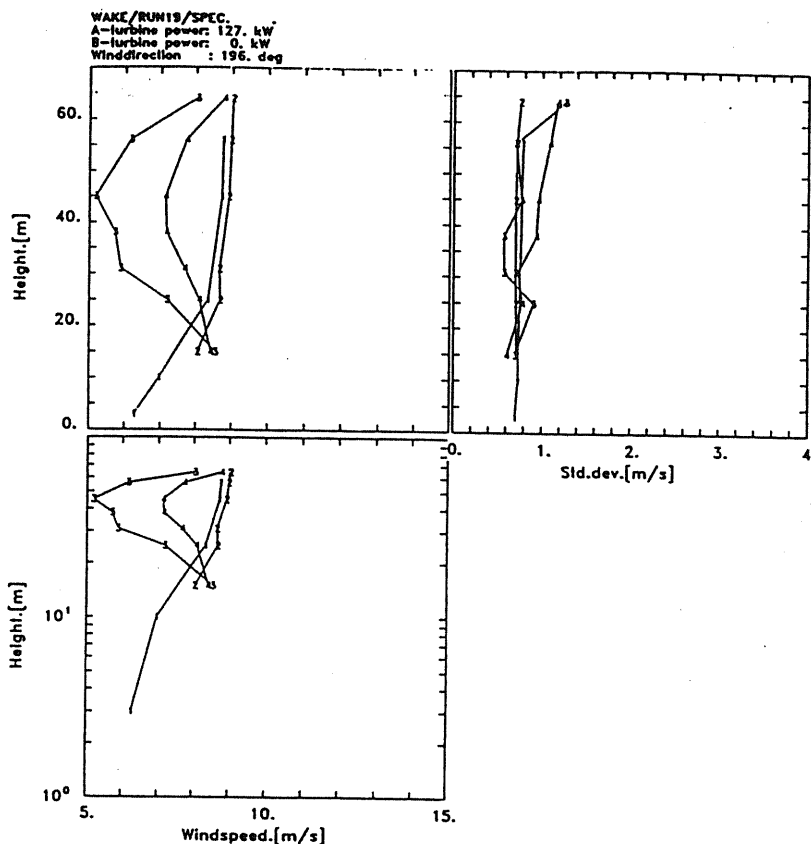 WAKE/RUN19/SPEC.
A-turbine power: 127. kW
B-turbine power: 0. kW
Winddirection : 196. deg
60.
40.
20.
0.
Height.[m]
-0. 1. 2. 3. 4
Std.dev.[m/s]
10¹
10⁰
Height.[m]
5. 10. 15.
Windspeed.[m/s]